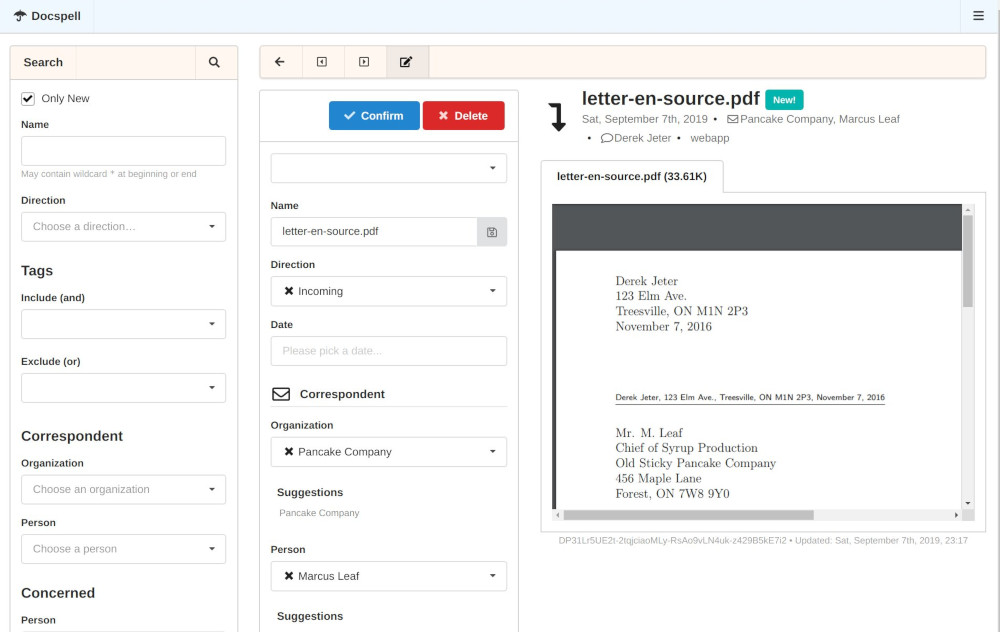 Docspell
Search
Only New
Name
May contain wildcard * at beginning or end
Direction
Choose a direction…
Tags
Include (and)
Exclude (or)
Correspondent
Organization
Choose an organization
Person
Choose a person
Concerned
Person
Confirm
Delete
Name
letter-en-source.pdf
Direction
Incoming
Date
Please pick a date…
Correspondent
Organization
Pancake Company
Suggestions
Pancake Company
Person
Marcus Leaf
Suggestions
letter-en-source.pdf New!
Sat, September 7th, 2019 • Pancake Company, Marcus Leaf
• Derek Jeter • webapp
letter-en-source.pdf (33.61K)
Derek Jeter
123 Elm Ave.
Treesville, ON M1N 2P3
November 7, 2016
Derek Jeter, 123 Elm Ave., Treesville, ON M1N 2P3, November 7, 2016
Mr. M. Leaf
Chief of Syrup Production
Old Sticky Pancake Company
456 Maple Lane
Forest, ON 7W8 9Y0
DP31Lr5UE2t-2tqjciaoMLy-RsAo9vLN4uk-z429B5kE7i2 • Updated: Sat, September 7th, 2019, 23:17